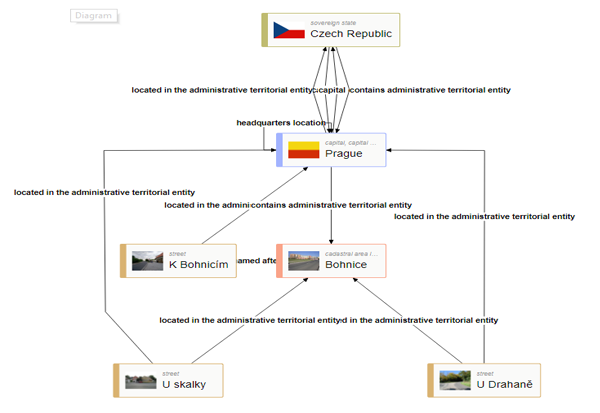 Diagram
sovereign state
Czech Republic
located in the administrative territorial entity
capital
contains administrative territorial entity
headquarters location
capital, capital ...
Prague
located in the administrative territorial entity
located in the admini
contains administrative territorial entity
located in the administrative territorial entity
street
K Bohnicím
named afte
cadastral area i...
Bohnice
located in the administrative territorial entity
d in the administrative territorial entity
street
U skalky
street
U Drahaně